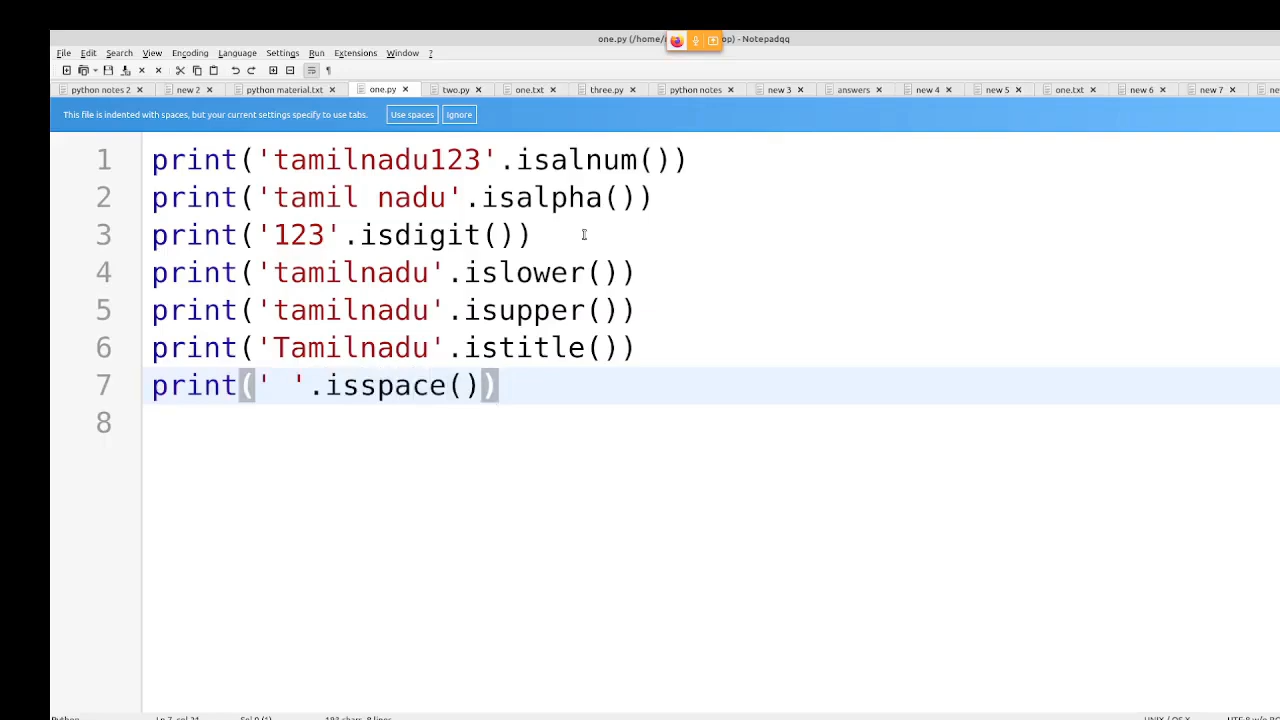 one.py (/home/ op) - Notepadqq
File Edit Search View Encoding Language Settings Run Extensions Window ?
python notes 2 new 2 python material.txt one.py two.py one.txt three.py python notes new 3 answers new 4 new 5 one.txt new 6 new 7
This file is indented with spaces, but your current settings specify to use tabs. Use spaces Ignore
1 print('tamilnadu123'.isalnum())
2 print('tamil nadu'.isalpha())
3 print('123'.isdigit())
4 print('tamilnadu'.islower())
5 print('tamilnadu'.isupper())
6 print('Tamilnadu'.istitle())
7 print(' '.isspace())
8